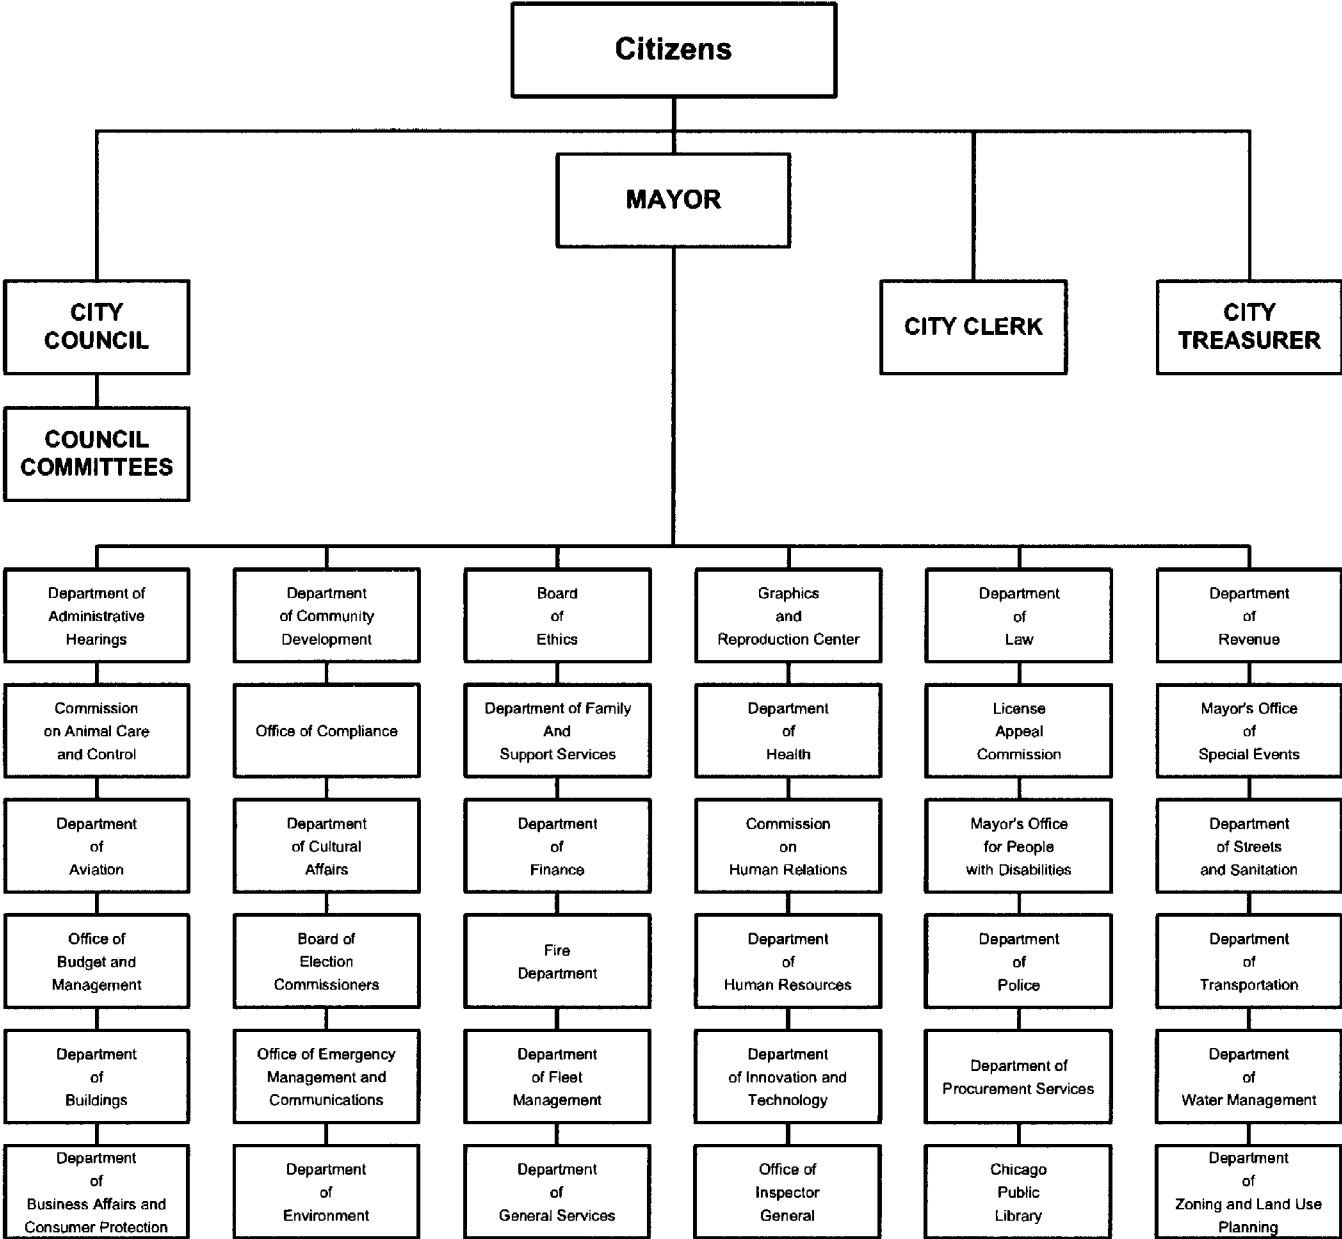 Citizens
MAYOR
CITY
COUNCIL
CITY CLERK
CITY
TREASURER
COUNCIL
COMMITTEES
Department of
Administrative
Hearings
Department
of Community
Development
Board
of
Ethics
Graphics
and
Reproduction Center
Department
of
Law
Department
of
Revenue
Commission
on Animal Care
and Control
Office of Compliance
Department of Family
And
Support Services
Department
of
Health
License
Appeal
Commission
Mayor's Office
of
Special Events
Department
of
Aviation
Department
of Cultural
Affairs
Department
of
Finance
Commission
on
Human Relations
Mayor's Office
for People
with Disabilities
Department
of Streets
and Sanitation
Office of
Budget and
Management
Board of
Election
Commissioners
Fire
Department
Department
of
Human Resources
Department
of
Police
Department
of
Transportation
Department
of
Buildings
Office of Emergency
Management and
Communications
Department
of Fleet
Management
Department
of Innovation and
Technology
Department of
Procurement Services
Department
of
Water Management
Department
of
Business Affairs and
Consumer Protection
Department
of
Environment
Department
of
General Services
Office of
Inspector
General
Chicago
Public
Library
Department
of
Zoning and Land Use
Planning